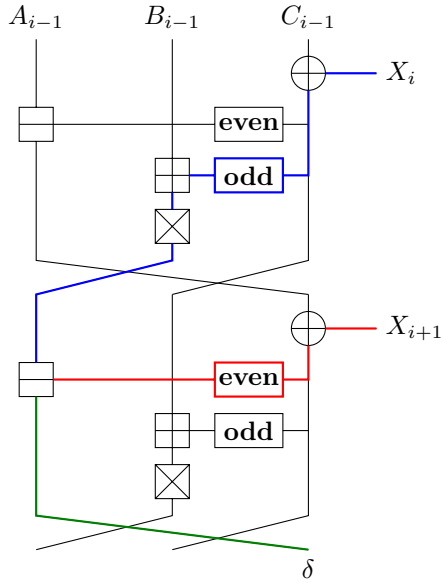 A_{i−1} B_{i−1} C_{i−1}
X_i
even
odd
X_{i+1}
even
odd
δ